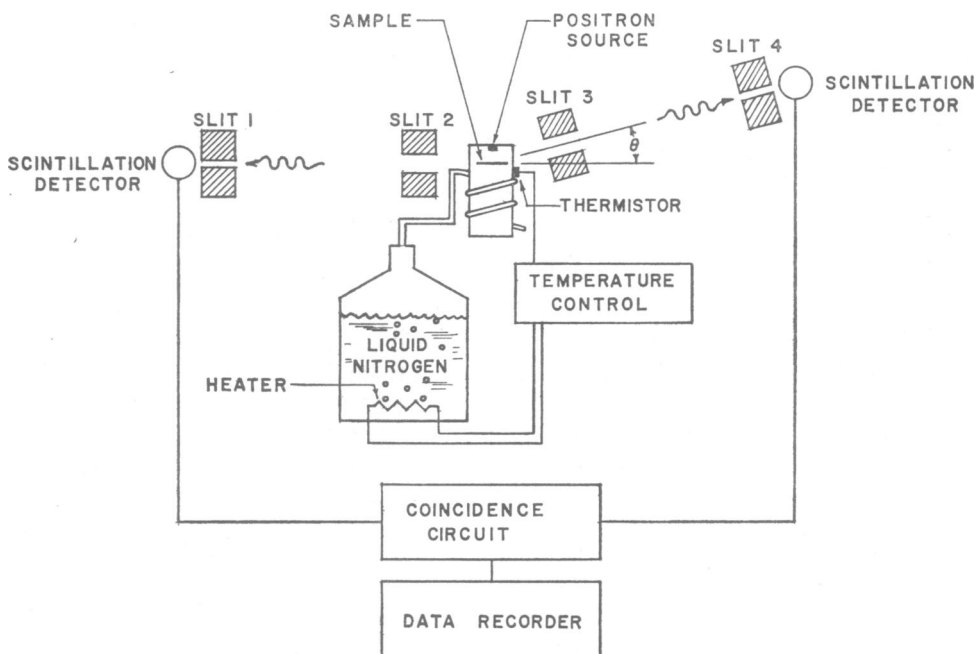 SAMPLE
POSITRON
SOURCE
SLIT 4
SCINTILLATION
DETECTOR
SLIT 3
SLIT 1
SLIT 2
θ
SCINTILLATION
DETECTOR
THERMISTOR
TEMPERATURE
CONTROL
LIQUID
NITROGEN
HEATER
COINCIDENCE
CIRCUIT
DATA RECORDER